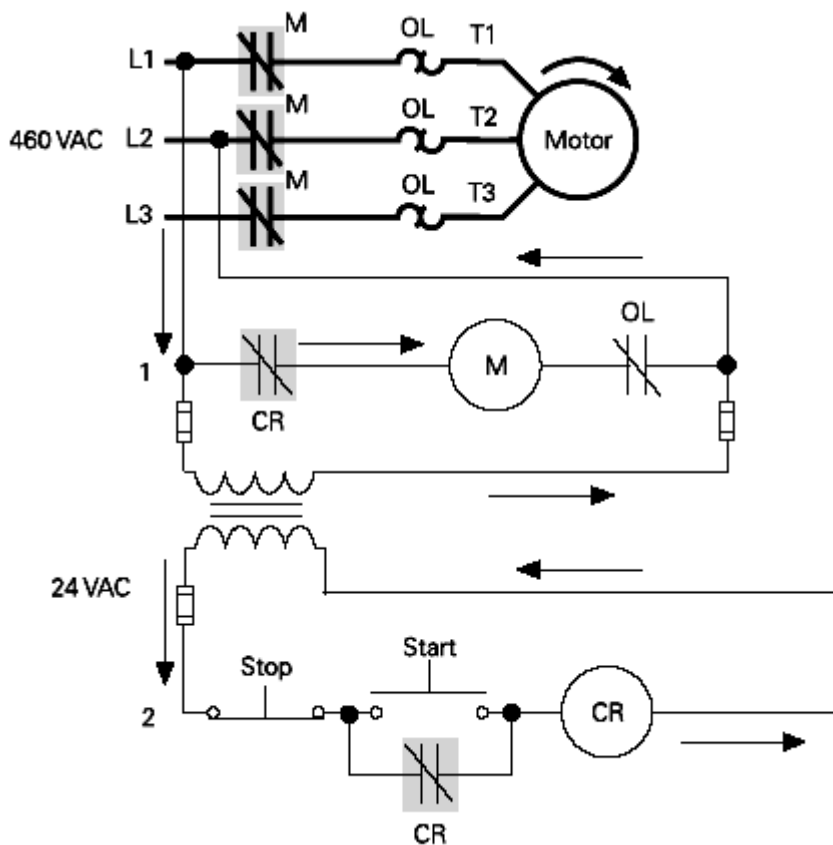 M OL T1
L1
M OL T2
460 VAC L2 Motor
M OL T3
L3
OL
1 M
CR
24 VAC
Stop Start
2 CR
CR